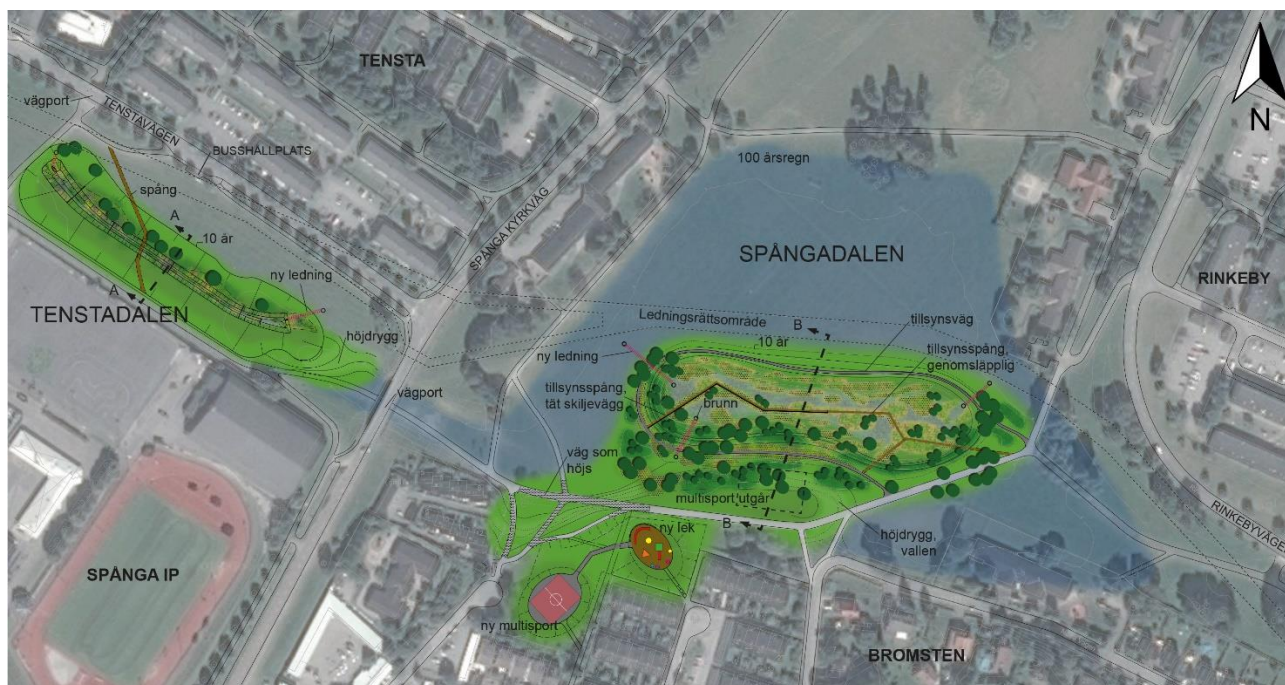 TENSTA
vägport
TENSTAVÄGEN
BUSSHÅLLPLATS
N
spång
A
10 år
100 årsregn
SPÅNGA KYRKVÄG
SPÅNGADALEN
RINKEBY
ny ledning
A
TENSTADALEN
höjdrygg
Ledningsrättsområde
tillsynsväg
B
10 år
ny ledning
tillsynsspång,
genomsläpplig
vägport
tillsynsspång,
tät skiljevägg
brunn
väg som
höjs
multisport utgår
RINKEBYVÄGEN
B
ny lek
höjdrygg,
vallen
SPÅNGA IP
ny multisport
BROMSTEN